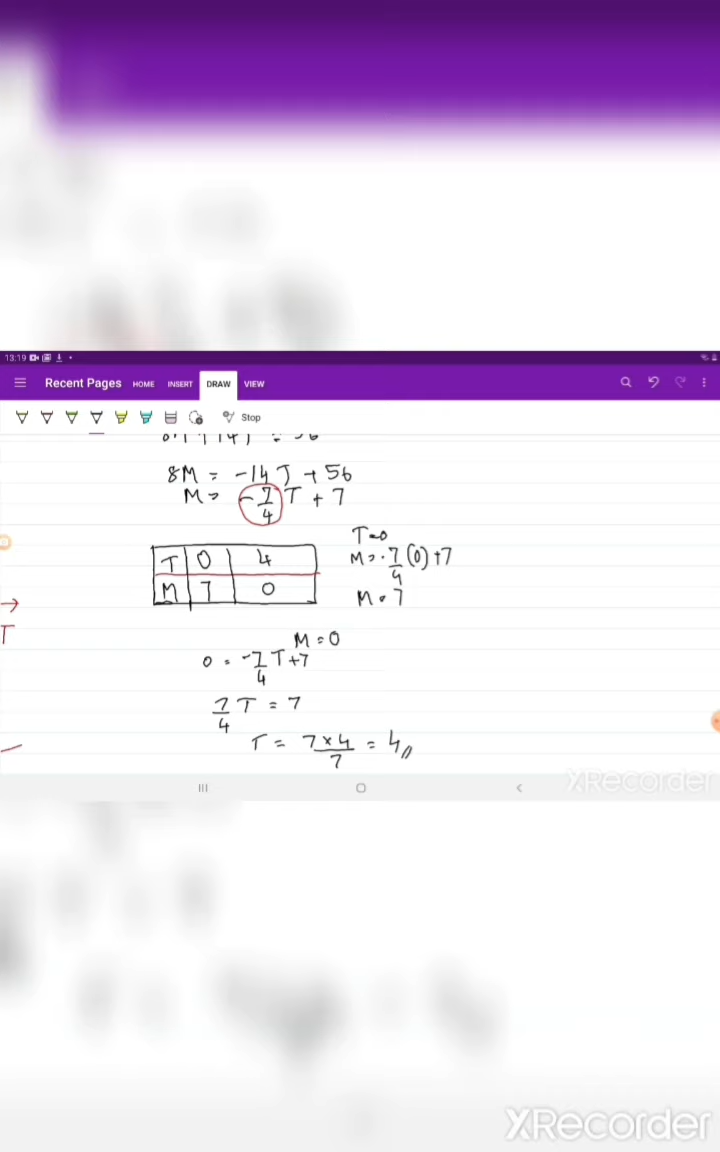 13:19
Recent Pages HOME INSERT DRAW VIEW
Stop
8M = -14T + 56
M = -7/4 T + 7
T 0 4
M 7 0
T=0
M = -7/4 (0) +7
M = 7
M = 0
0 = -7/4 T+7
7/4 T = 7
T = 7×4/7 = 4//
T
XRecorder
XRecorder